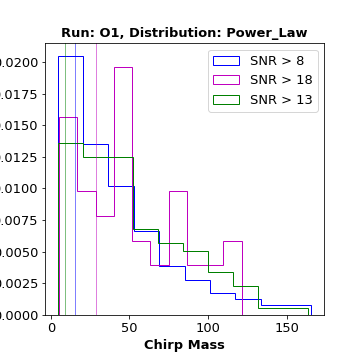 Run: O1, Distribution: Power_Law
0.0200
0.0175
0.0150
0.0125
0.0100
0.0075
0.0050
0.0025
0.0000
SNR > 8
SNR > 18
SNR > 13
0 50 100 150
Chirp Mass